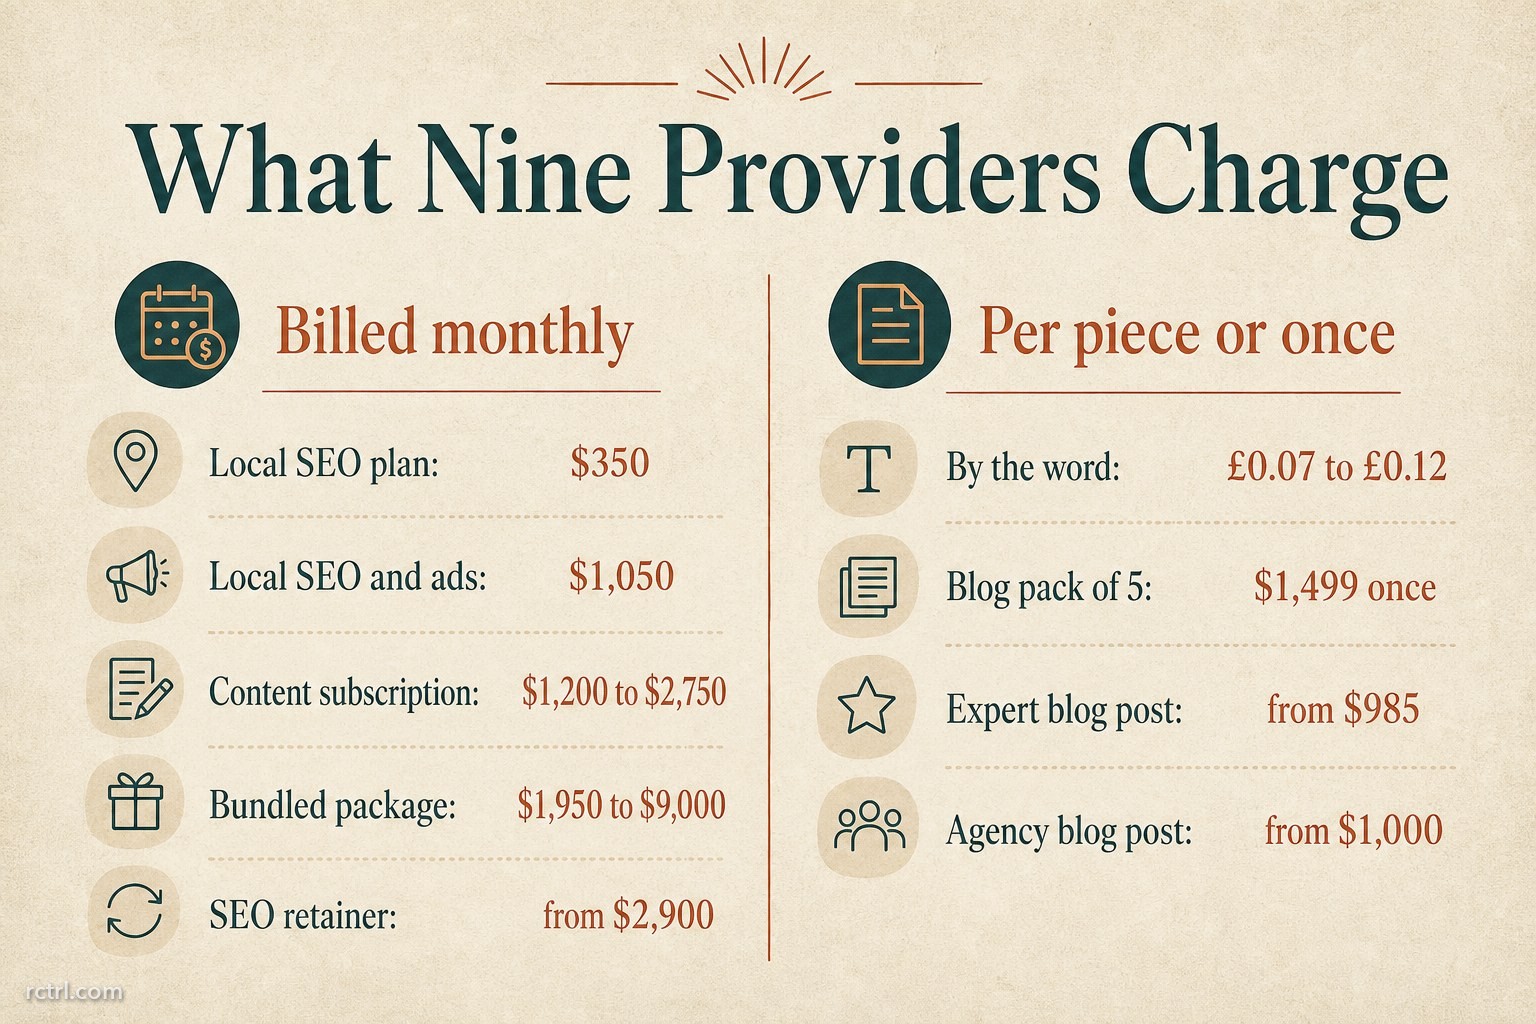 What Nine Providers Charge
Billed monthly
Local SEO plan: $350
Local SEO and ads: $1,050
Content subscription: $1,200 to $2,750
Bundled package: $1,950 to $9,000
SEO retainer: from $2,900
Per piece or once
By the word: £0.07 to £0.12
Blog pack of 5: $1,499 once
Expert blog post: from $985
Agency blog post: from $1,000
rctrl.com